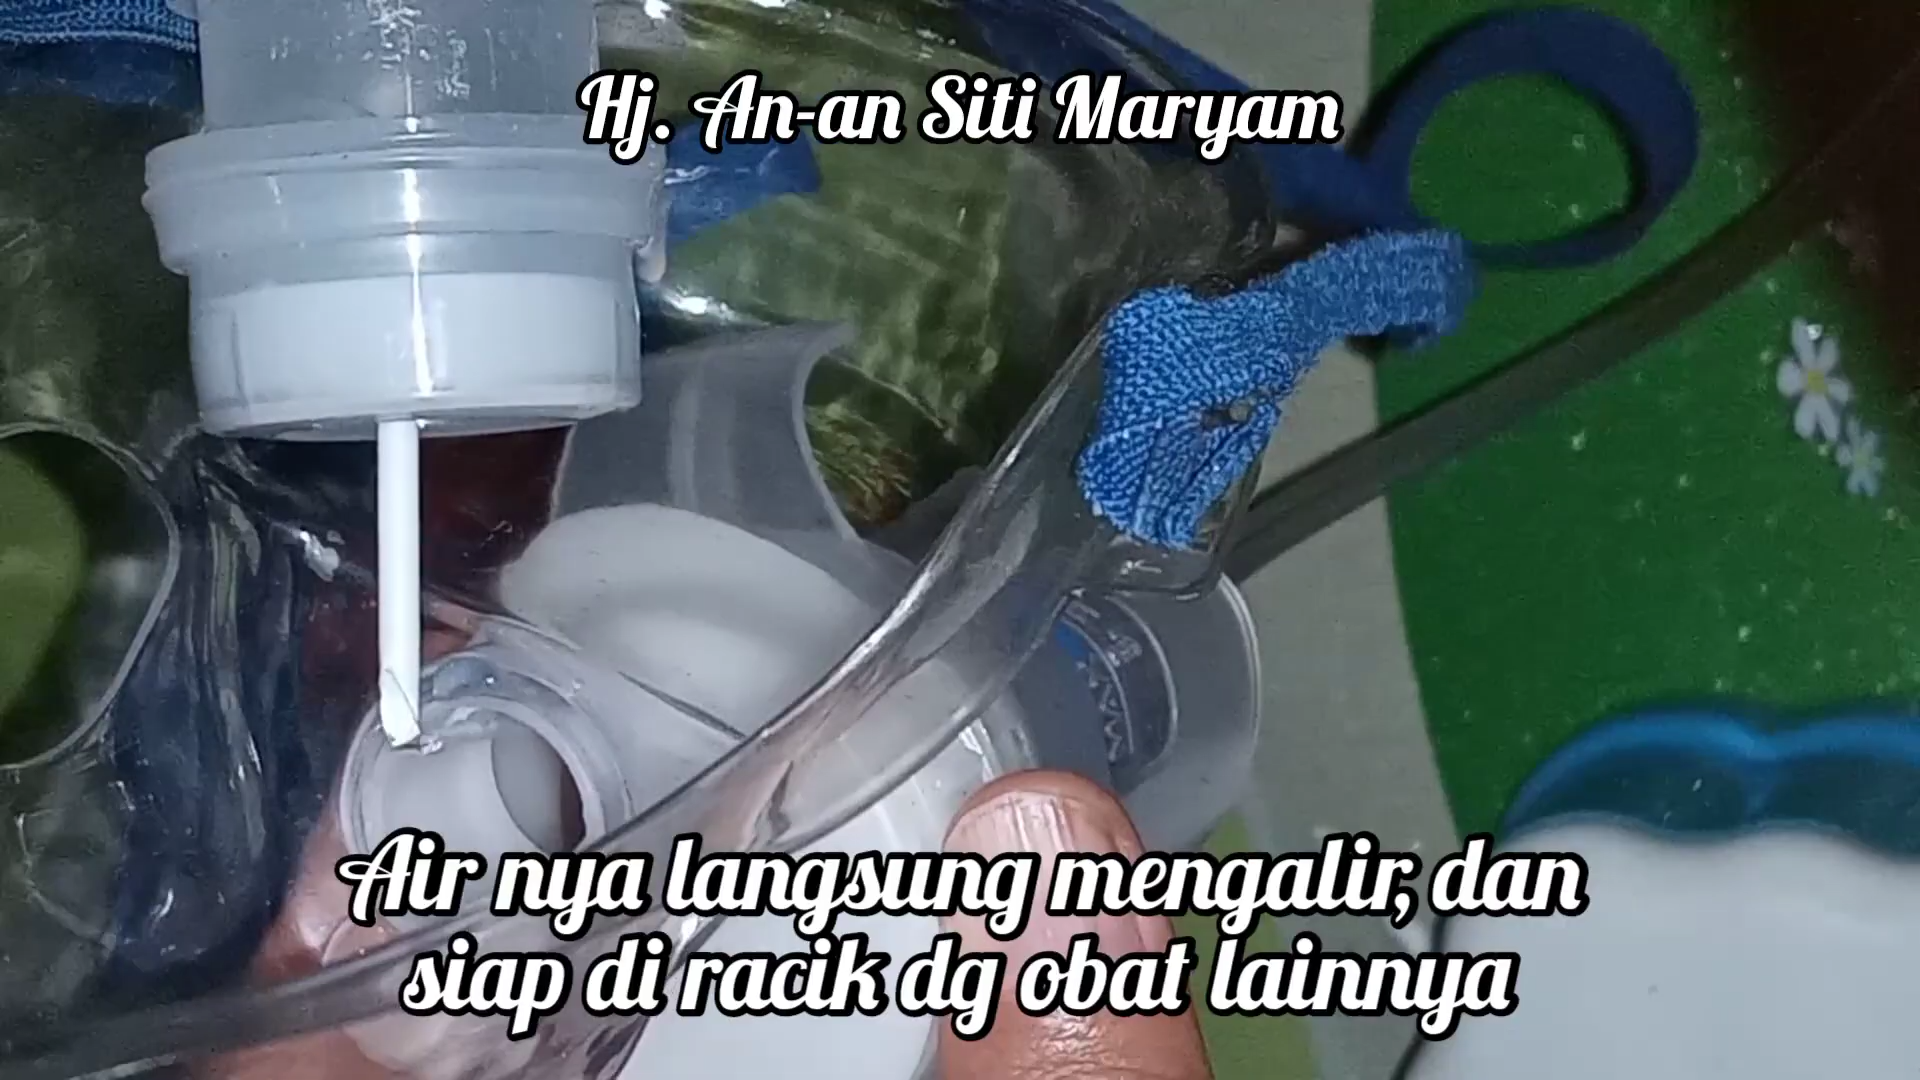 Hj. An-an Siti Maryam
Air nya langsung mengalir, dan
siap di racik dg obat lainnya